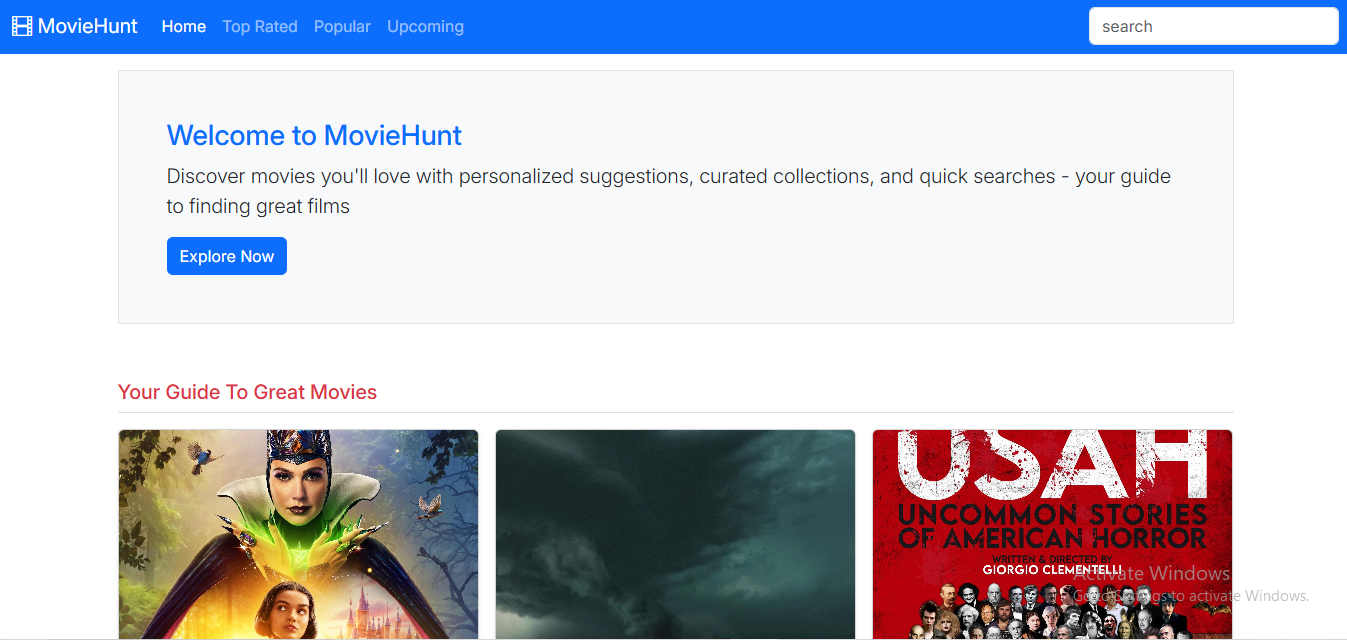 MovieHunt Home Top Rated Popular Upcoming search
Welcome to MovieHunt
Discover movies you'll love with personalized suggestions, curated collections, and quick searches - your guide
to finding great films
Explore Now
Your Guide To Great Movies
USAH
UNCOMMON STORIES
OF AMERICAN HORROR
WRITTEN & DIRECTED BY
GIORGIO CLEMENTELLI
Activate Windows
Go to Settings to activate Windows.